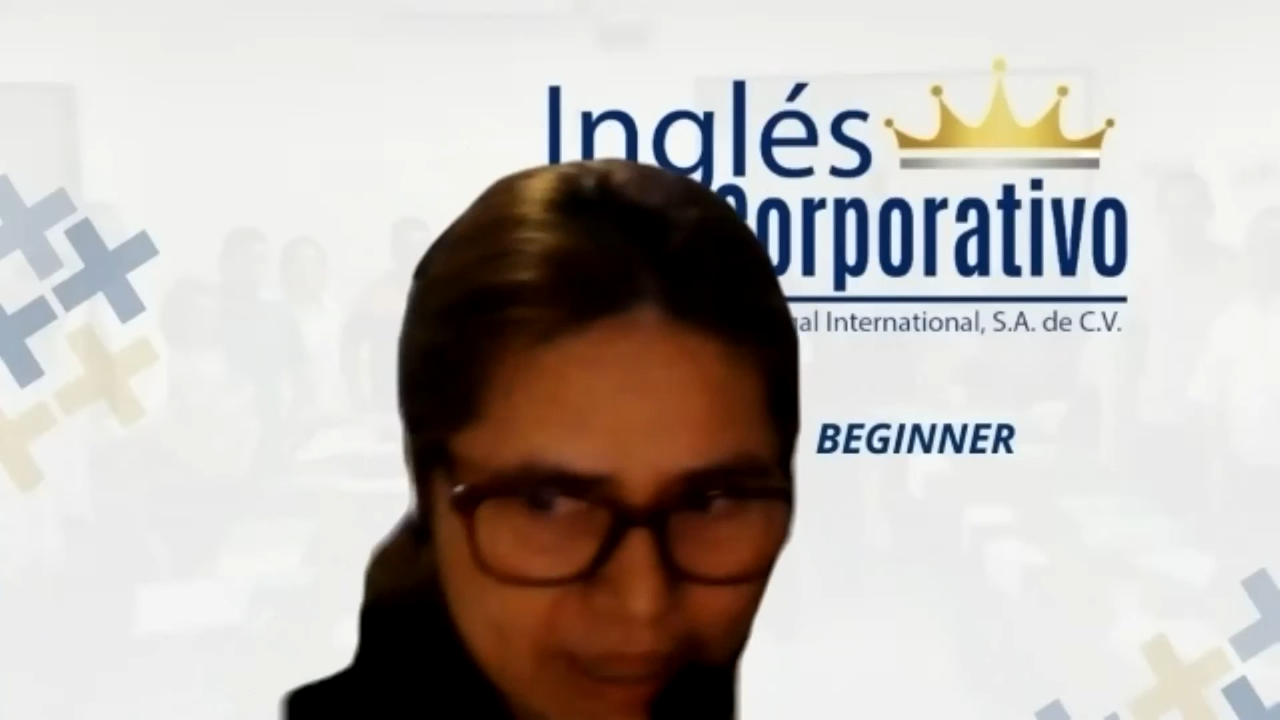 Inglés
Corporativo
International, S.A. de C.V.
BEGINNER